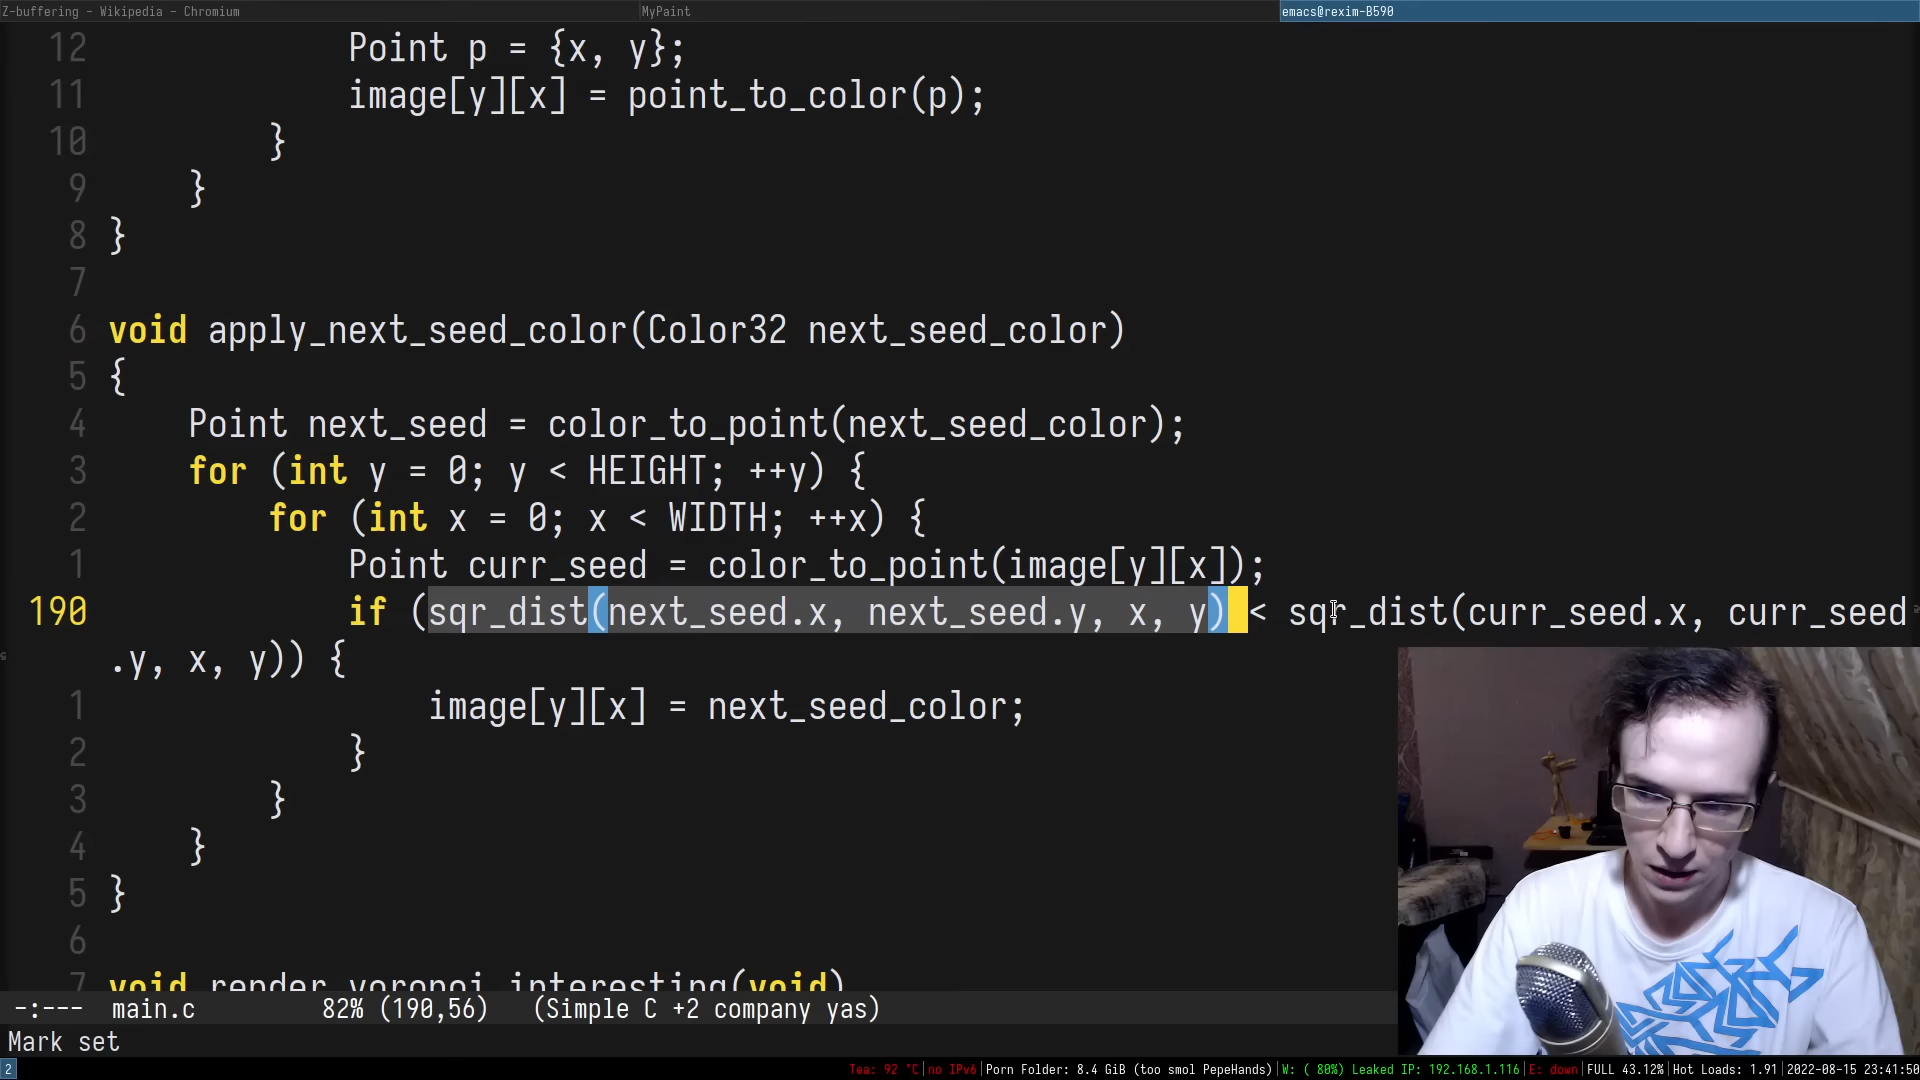 Z-buffering - Wikipedia - Chromium
MyPaint
emacs@rexim-B590
12 Point p = {x, y};
11 image[y][x] = point_to_color(p);
10 }
9 }
8 }
7
6 void apply_next_seed_color(Color32 next_seed_color)
5 {
4 Point next_seed = color_to_point(next_seed_color);
3 for (int y = 0; y < HEIGHT; ++y) {
2 for (int x = 0; x < WIDTH; ++x) {
1 Point curr_seed = color_to_point(image[y][x]);
190 if (sqr_dist(next_seed.x, next_seed.y, x, y) < sqr_dist(curr_seed.x, curr_seed
.y, x, y)) {
1 image[y][x] = next_seed_color;
2 }
3 }
4 }
5 }
6
7 void render_voronoi_interesting(void)
-:--- main.c 82% (190,56) (Simple C +2 company yas)
Mark set
2 Tea: 92 °C|no IPv6|Porn Folder: 8.4 GiB (too smol PepeHands)|W: ( 80%) Leaked IP: 192.168.1.116|E: down|FULL 43.12%|Hot Loads: 1.91|2022-08-15 23:41:50